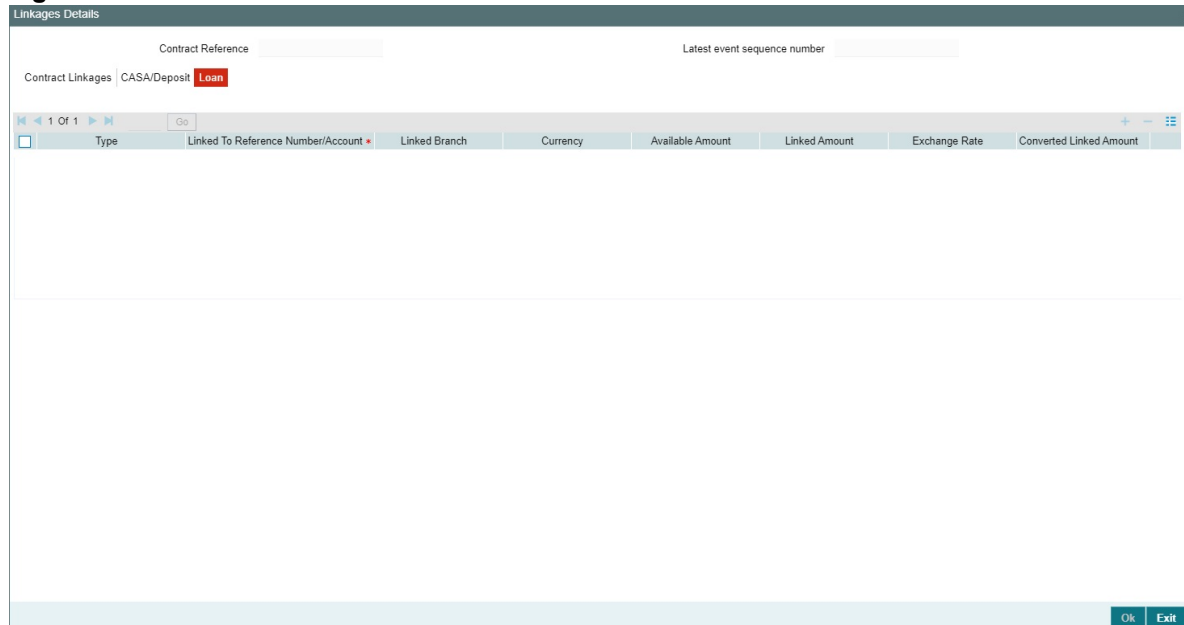 Linkages Details
Contract Reference Latest event sequence number
Contract Linkages CASA/Deposit Loan
1 Of 1 Go
Type Linked To Reference Number/Account * Linked Branch Currency Available Amount Linked Amount Exchange Rate Converted Linked Amount
Ok Exit